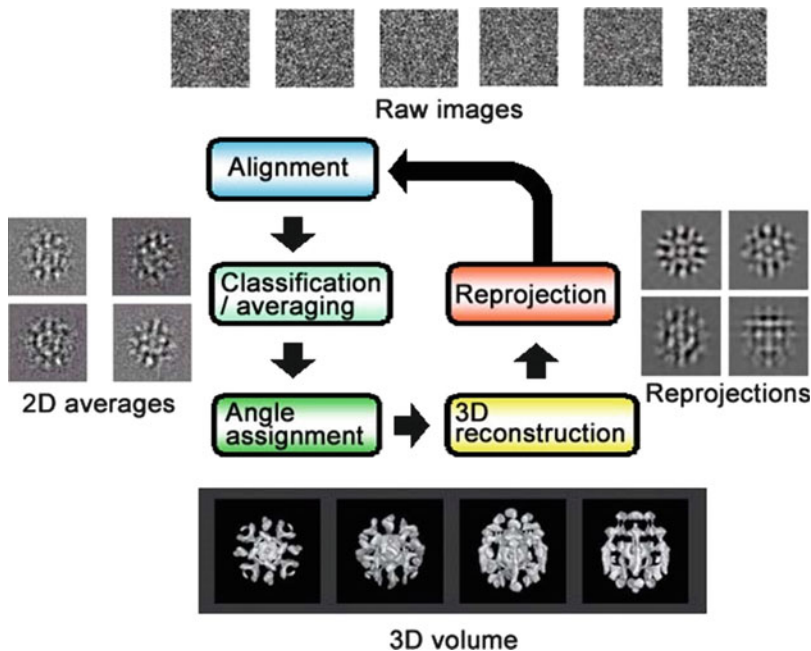 Raw images
Alignment
Classification
/ averaging
Reprojection
2D averages
Reprojections
Angle
assignment
3D
reconstruction
3D volume